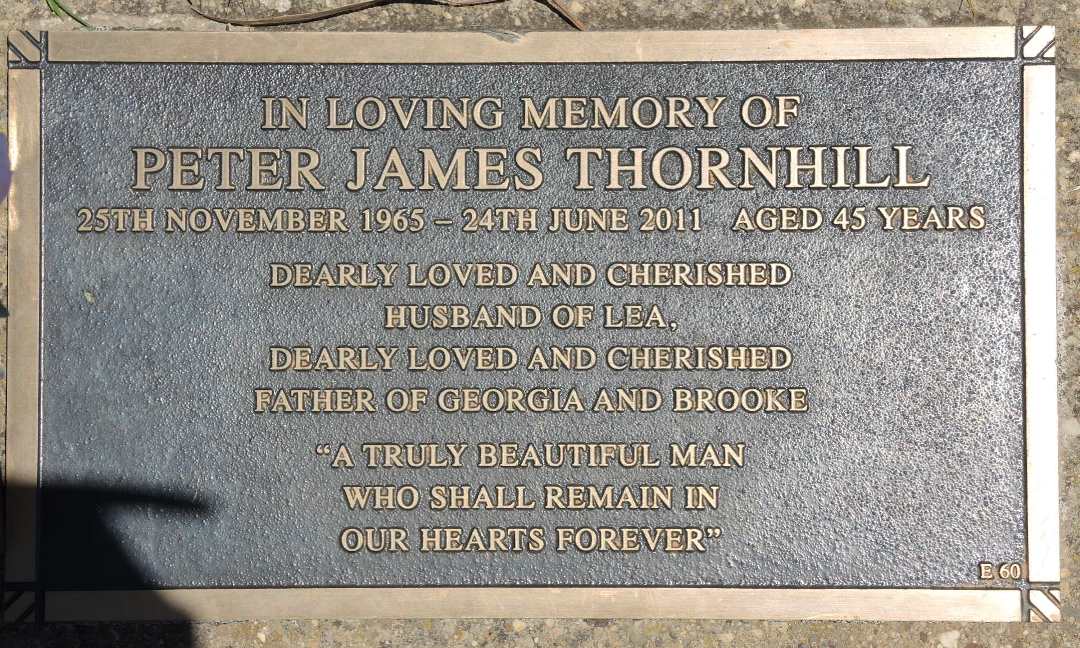 IN LOVING MEMORY OF
PETER JAMES THORNHILL
25TH NOVEMBER 1965 – 24TH JUNE 2011 AGED 45 YEARS
DEARLY LOVED AND CHERISHED
HUSBAND OF LEA,
DEARLY LOVED AND CHERISHED
FATHER OF GEORGIA AND BROOKE
“A TRULY BEAUTIFUL MAN
WHO SHALL REMAIN IN
OUR HEARTS FOREVER”
E 60